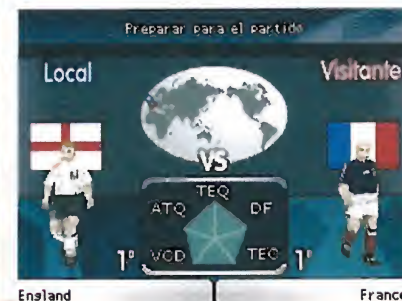 Preparar para el partido
Local
Visitante
VS
TEQ
ATQ
DF
VCD
TEC
1º
1º
England
France